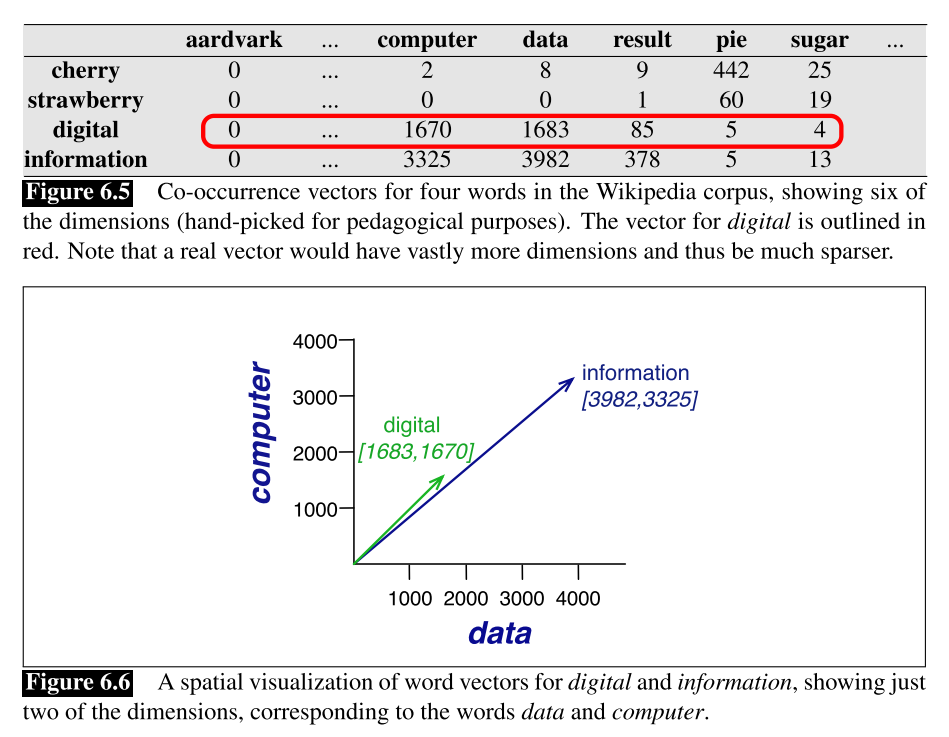 aardvark ... computer data result pie sugar ...
cherry 0 ... 2 8 9 442 25
strawberry 0 ... 0 0 1 60 19
digital 0 ... 1670 1683 85 5 4
information 0 ... 3325 3982 378 5 13
Figure 6.5 Co-occurrence vectors for four words in the Wikipedia corpus, showing six of
the dimensions (hand-picked for pedagogical purposes). The vector for digital is outlined in
red. Note that a real vector would have vastly more dimensions and thus be much sparser.
4000
3000
2000
1000
computer
digital
[1683,1670]
information
[3982,3325]
1000 2000 3000 4000
data
Figure 6.6 A spatial visualization of word vectors for digital and information, showing just
two of the dimensions, corresponding to the words data and computer.